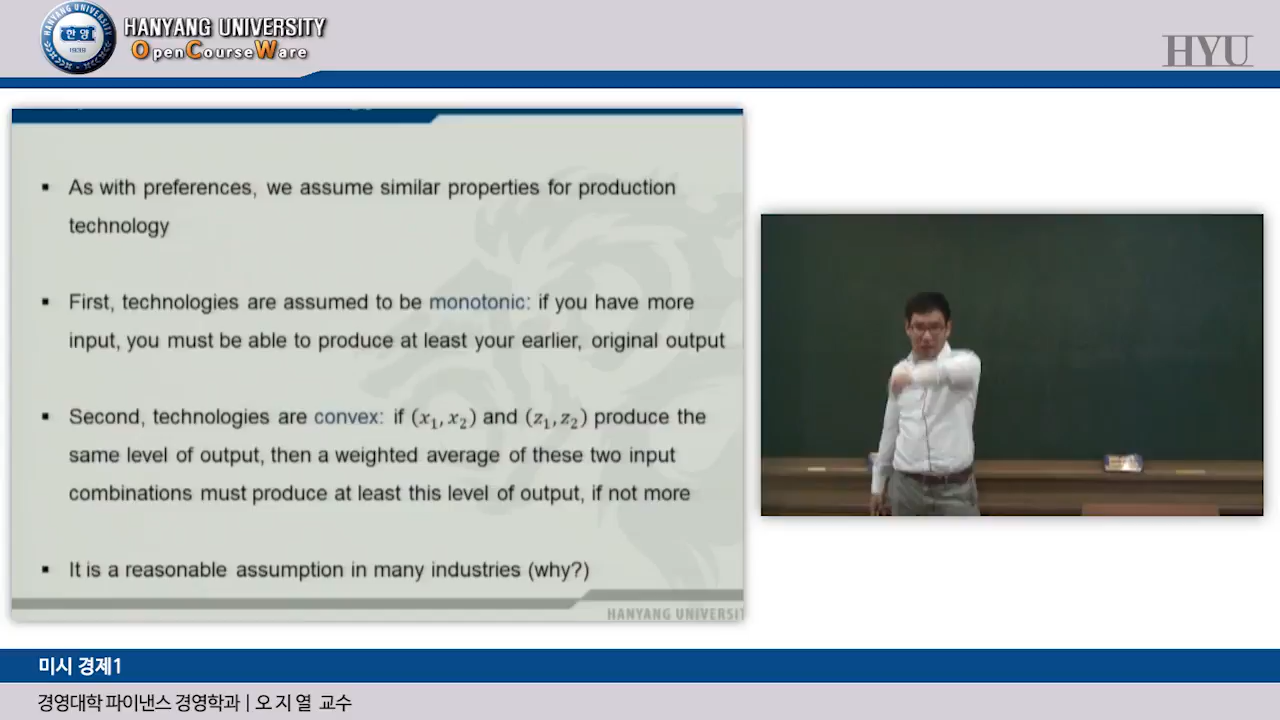 HANYANG UNIVERSITY
OpenCourseWare
HANYANG UNIVERSITY
한양
1939
HYU
▪ As with preferences, we assume similar properties for production
technology
▪ First, technologies are assumed to be monotonic: if you have more
input, you must be able to produce at least your earlier, original output
▪ Second, technologies are convex: if (x₁, x₂) and (z₁, z₂) produce the
same level of output, then a weighted average of these two input
combinations must produce at least this level of output, if not more
▪ It is a reasonable assumption in many industries (why?)
HANYANG UNIVERSIT
미시 경제1
경영대학 파이낸스 경영학과 | 오 지 열 교수